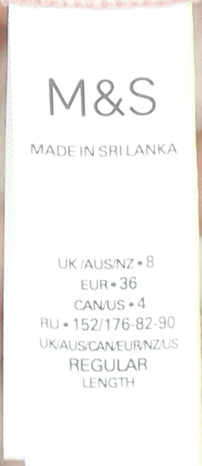 M&S
MADE IN SRI LANKA
UK/AUS/NZ • 8
EUR • 36
CAN/US • 4
RU • 152/176-82-90
UK/AUS/CAN/EUR/NZ/US
REGULAR
LENGTH